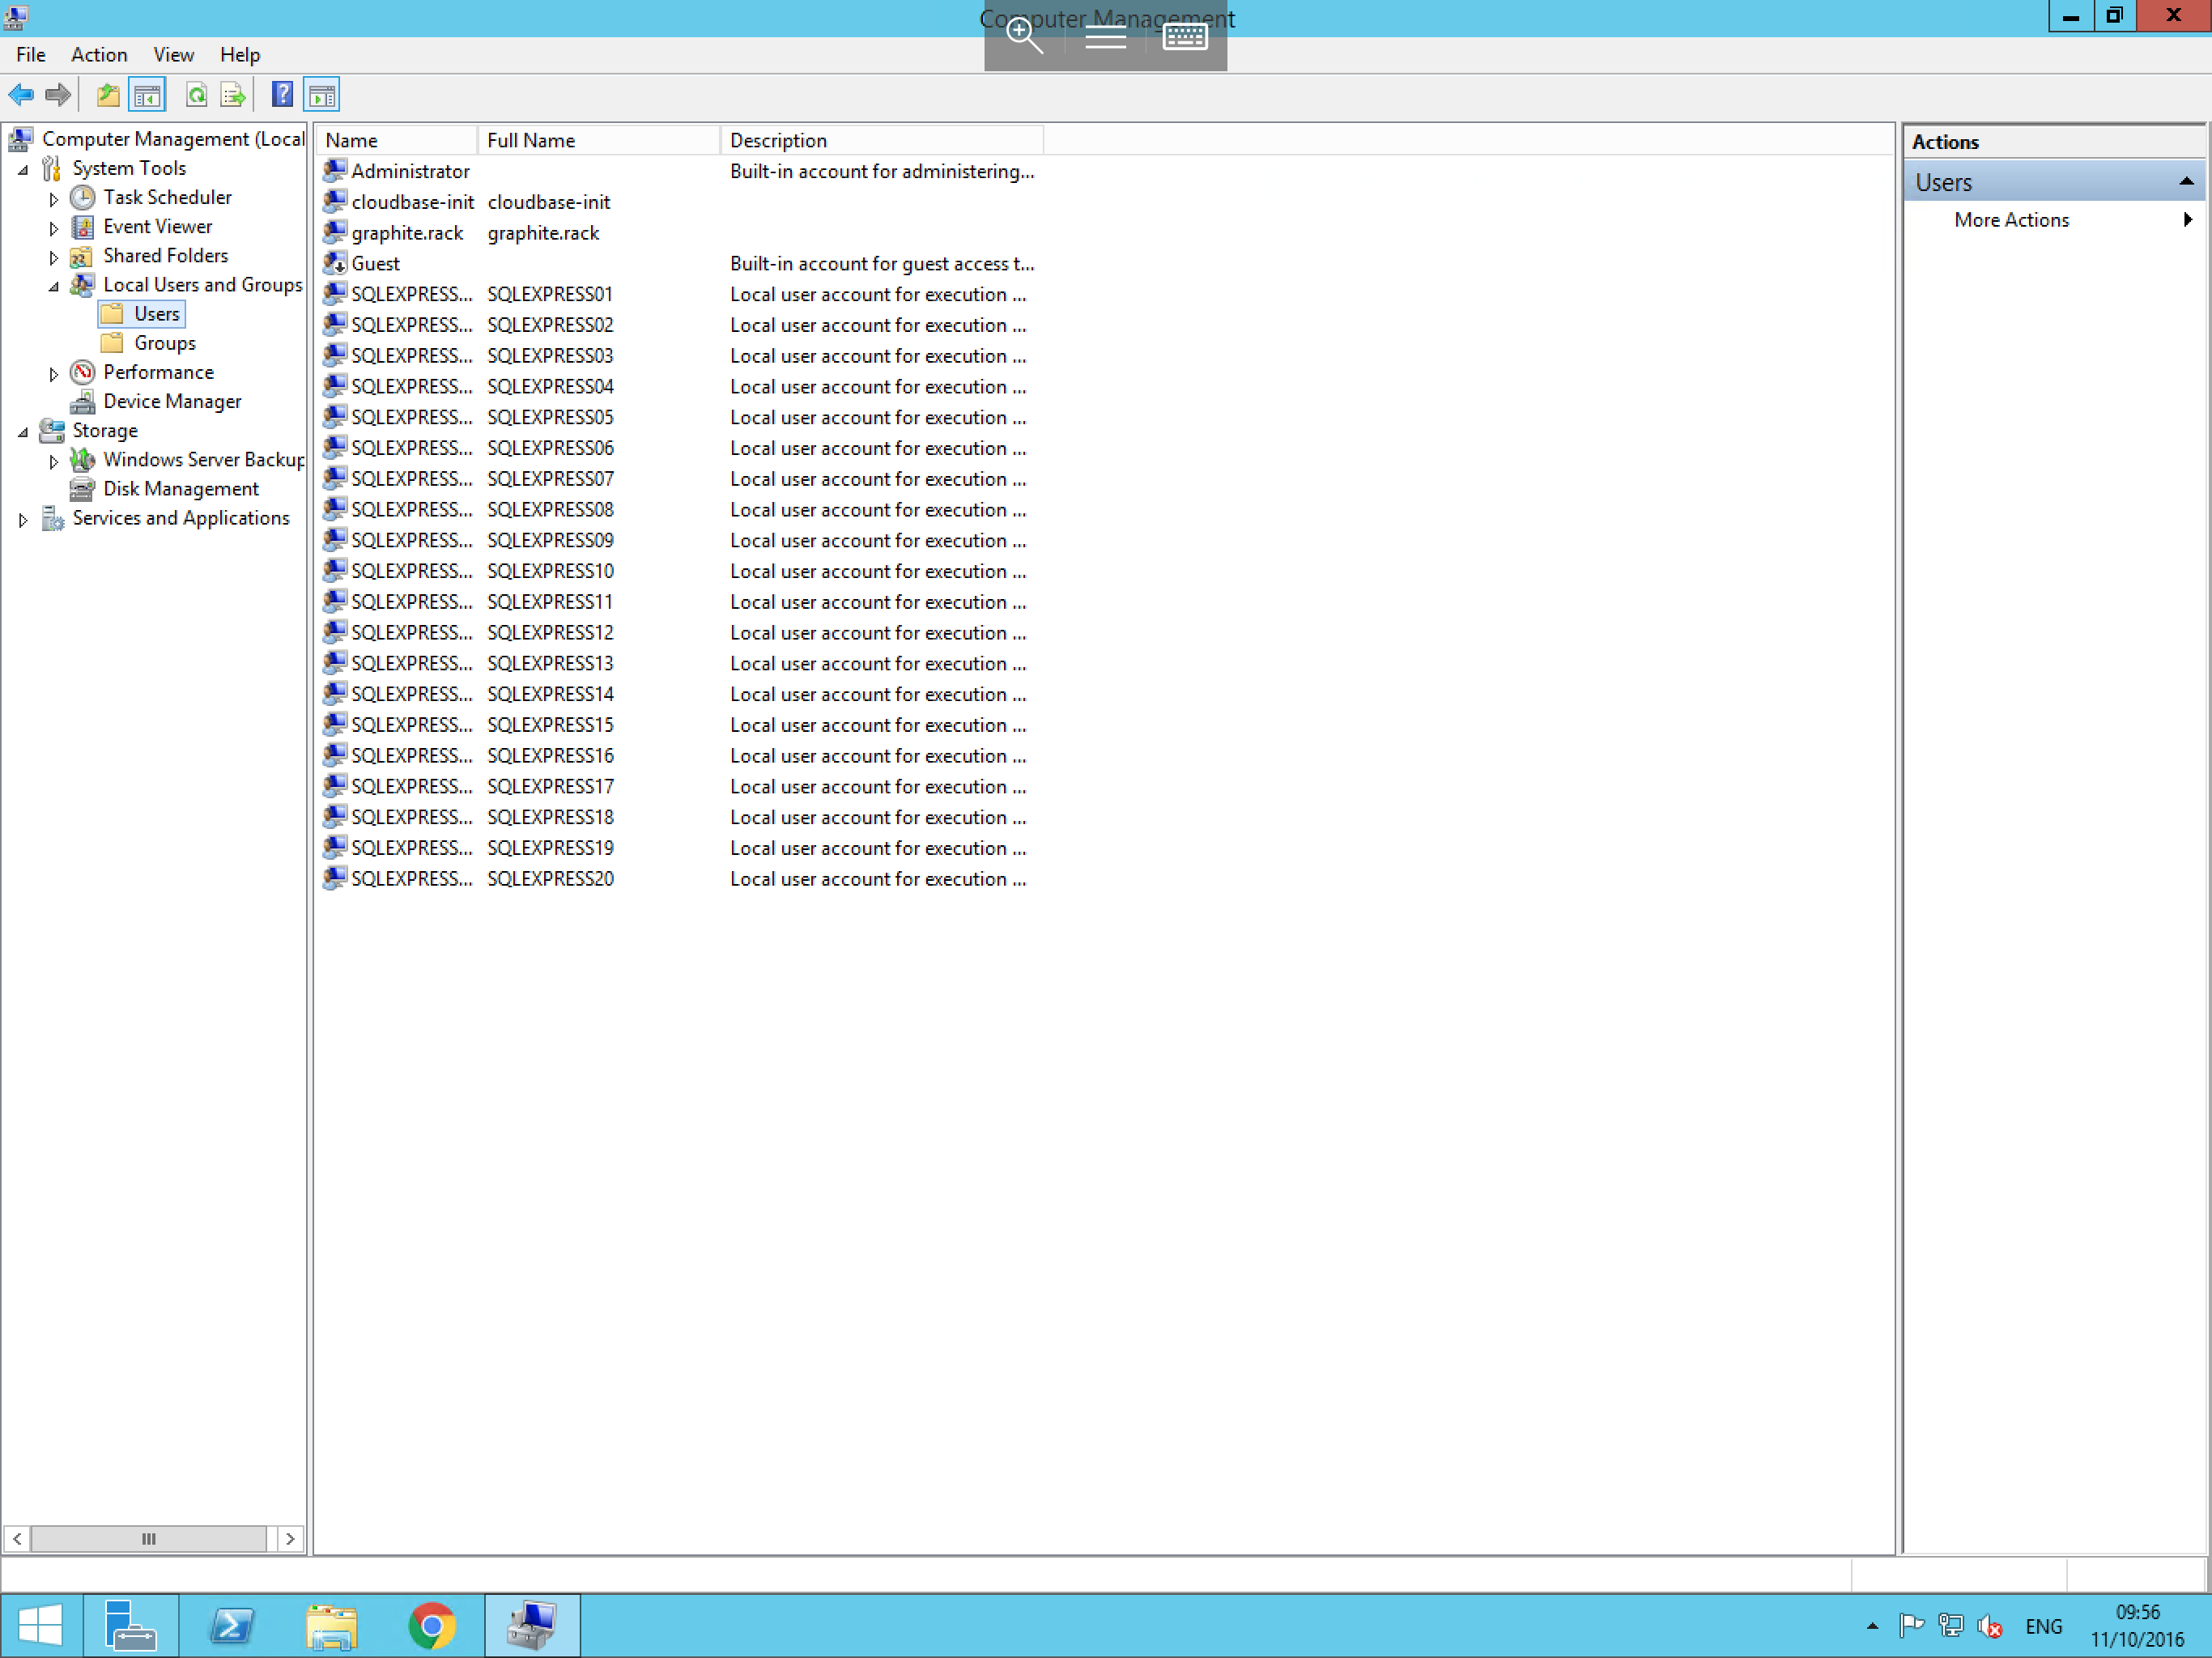 Computer Management
File Action View Help
Computer Management (Local
System Tools
Task Scheduler
Event Viewer
Shared Folders
Local Users and Groups
Users
Groups
Performance
Device Manager
Storage
Windows Server Backup
Disk Management
Services and Applications
Name Full Name Description
Administrator Built-in account for administering...
cloudbase-init cloudbase-init
graphite.rack graphite.rack
Guest Built-in account for guest access t...
SQLEXPRESS... SQLEXPRESS01 Local user account for execution ...
SQLEXPRESS... SQLEXPRESS02 Local user account for execution ...
SQLEXPRESS... SQLEXPRESS03 Local user account for execution ...
SQLEXPRESS... SQLEXPRESS04 Local user account for execution ...
SQLEXPRESS... SQLEXPRESS05 Local user account for execution ...
SQLEXPRESS... SQLEXPRESS06 Local user account for execution ...
SQLEXPRESS... SQLEXPRESS07 Local user account for execution ...
SQLEXPRESS... SQLEXPRESS08 Local user account for execution ...
SQLEXPRESS... SQLEXPRESS09 Local user account for execution ...
SQLEXPRESS... SQLEXPRESS10 Local user account for execution ...
SQLEXPRESS... SQLEXPRESS11 Local user account for execution ...
SQLEXPRESS... SQLEXPRESS12 Local user account for execution ...
SQLEXPRESS... SQLEXPRESS13 Local user account for execution ...
SQLEXPRESS... SQLEXPRESS14 Local user account for execution ...
SQLEXPRESS... SQLEXPRESS15 Local user account for execution ...
SQLEXPRESS... SQLEXPRESS16 Local user account for execution ...
SQLEXPRESS... SQLEXPRESS17 Local user account for execution ...
SQLEXPRESS... SQLEXPRESS18 Local user account for execution ...
SQLEXPRESS... SQLEXPRESS19 Local user account for execution ...
SQLEXPRESS... SQLEXPRESS20 Local user account for execution ...
Actions
Users
More Actions
ENG
09:56
11/10/2016